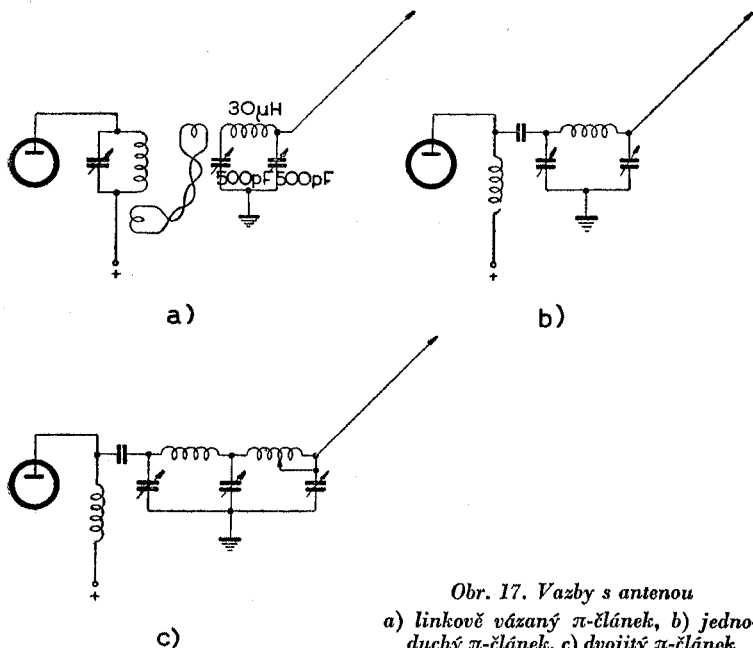 30μH
500pF 500pF
+
a)
+
b)
+
c)
Obr. 17. Vazby s antenou
a) linkově vázaný π-článek, b) jedno-
duchý π-článek, c) dvojitý π-článek